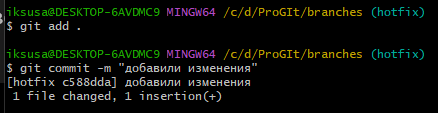 iksusa@DESKTOP-6AVDMC9 MINGW64 /c/d/ProGIt/branches (hotfix)
$ git add .
iksusa@DESKTOP-6AVDMC9 MINGW64 /c/d/ProGIt/branches (hotfix)
$ git commit -m "добавили изменения"
[hotfix c588dda] добавили изменения
1 file changed, 1 insertion(+)